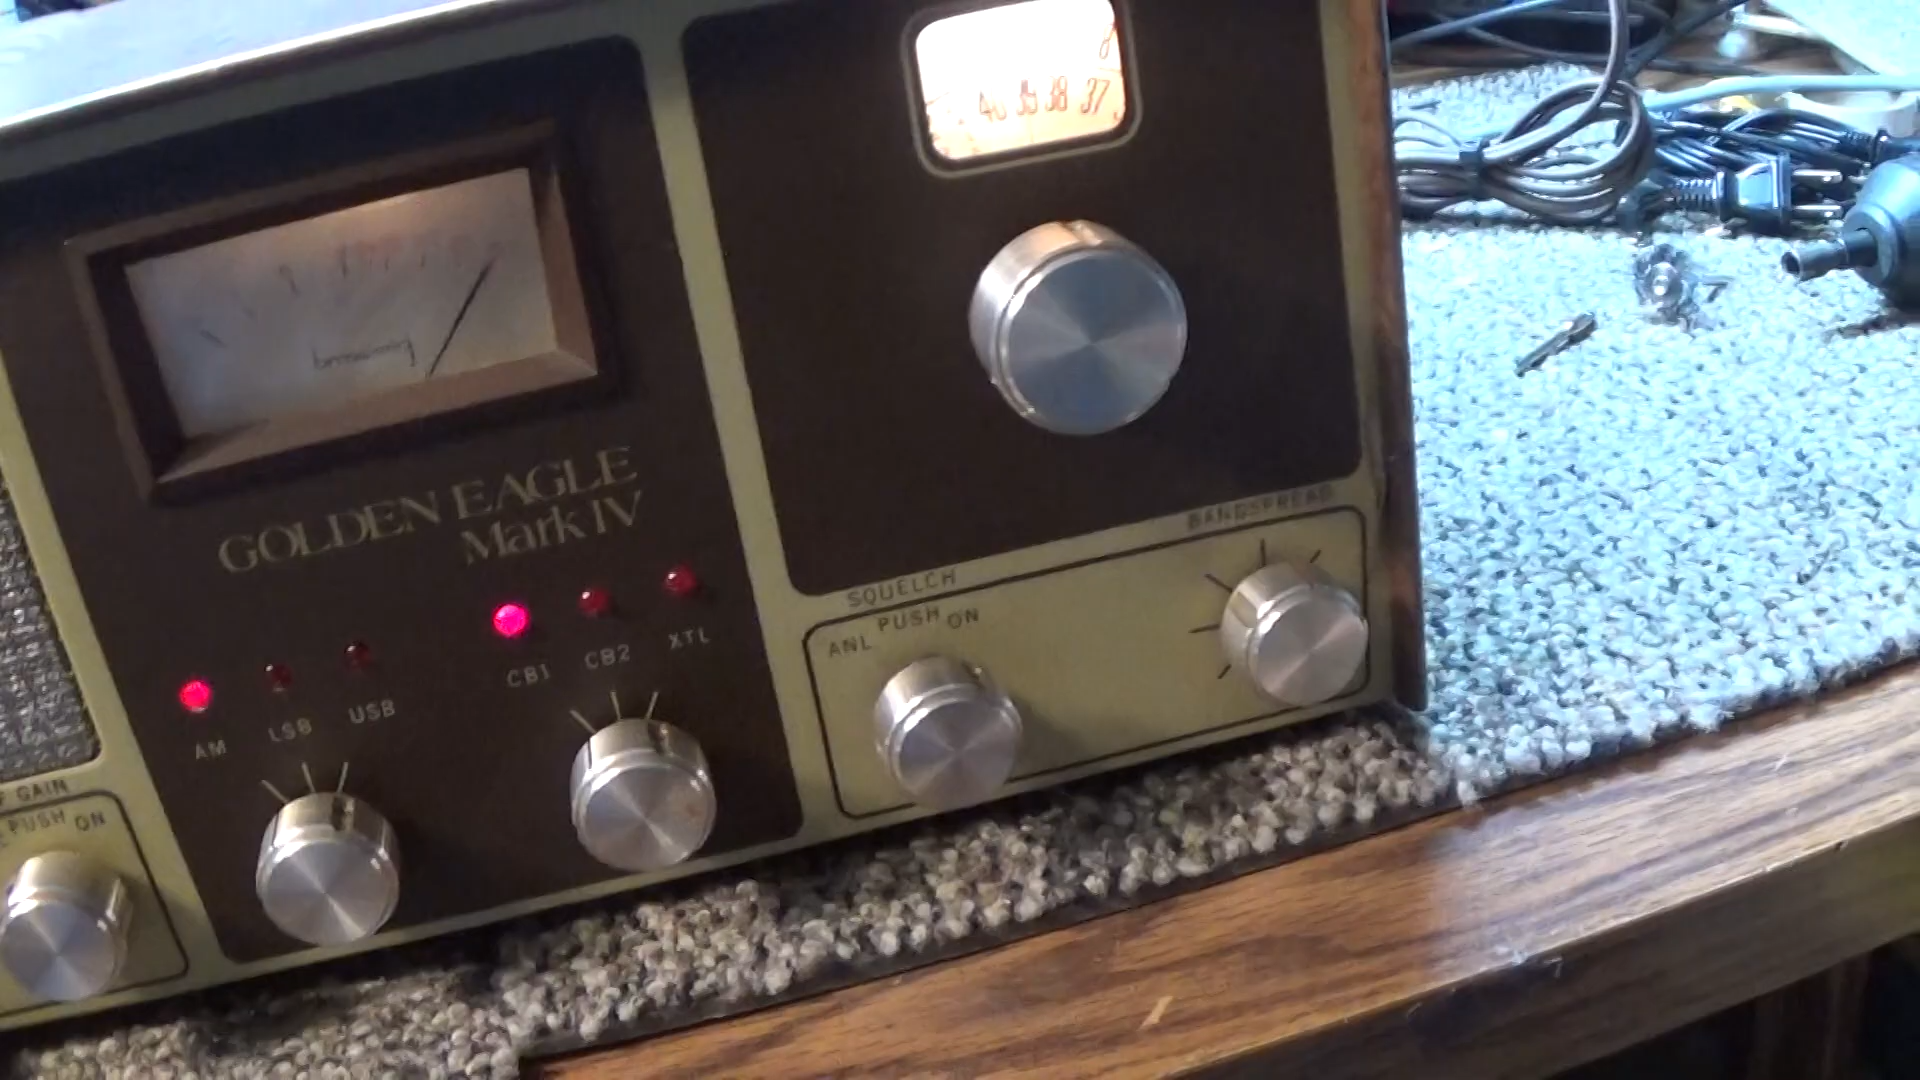 40 39 38 37
browning
GOLDEN EAGLE
Mark IV
AM LSB USB
CB1 CB2 XTL
SQUELCH
ANL PUSH ON
BANDSPREAD
GAIN
PUSH ON